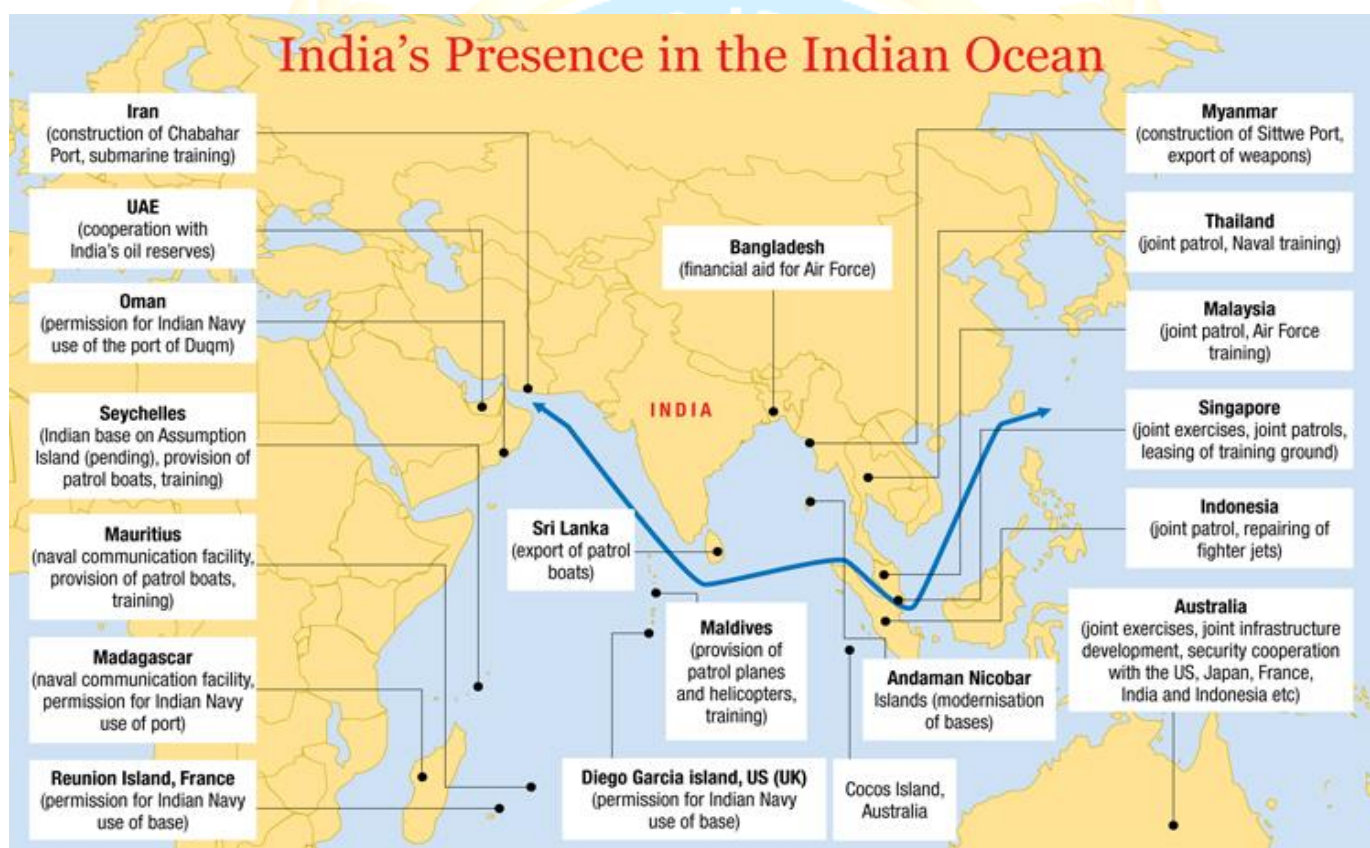 India’s Presence in the Indian Ocean
Iran
(construction of Chabahar
Port, submarine training)
UAE
(cooperation with
India’s oil reserves)
Oman
(permission for Indian Navy
use of the port of Duqm)
Seychelles
(Indian base on Assumption
Island (pending), provision of
patrol boats, training)
Mauritius
(naval communication facility,
provision of patrol boats,
training)
Madagascar
(naval communication facility,
permission for Indian Navy
use of port)
Reunion Island, France
(permission for Indian Navy
use of base)
Bangladesh
(financial aid for Air Force)
INDIA
Sri Lanka
(export of patrol
boats)
Maldives
(provision of
patrol planes
and helicopters,
training)
Diego Garcia island, US (UK)
(permission for Indian Navy
use of base)
Andaman Nicobar
Islands (modernisation
of bases)
Cocos Island,
Australia
Myanmar
(construction of Sittwe Port,
export of weapons)
Thailand
(joint patrol, Naval training)
Malaysia
(joint patrol, Air Force
training)
Singapore
(joint exercises, joint patrols,
leasing of training ground)
Indonesia
(joint patrol, repairing of
fighter jets)
Australia
(joint exercises, joint infrastructure
development, security cooperation
with the US, Japan, France,
India and Indonesia etc)